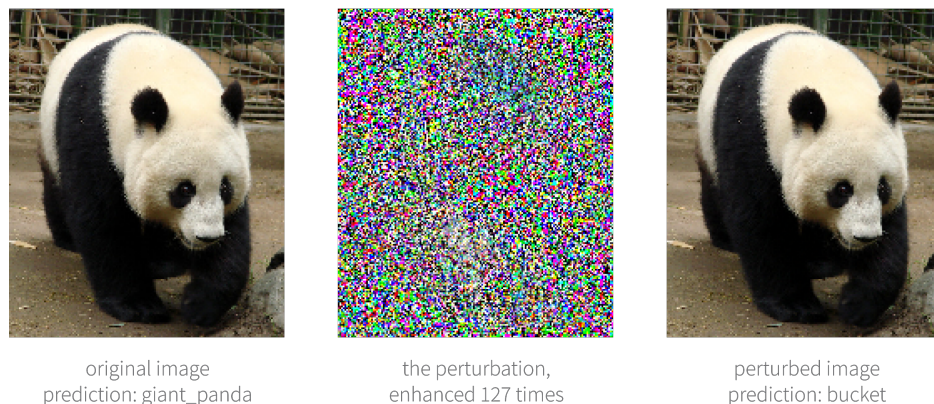 original image
prediction: giant_panda
the perturbation,
enhanced 127 times
perturbed image
prediction: bucket